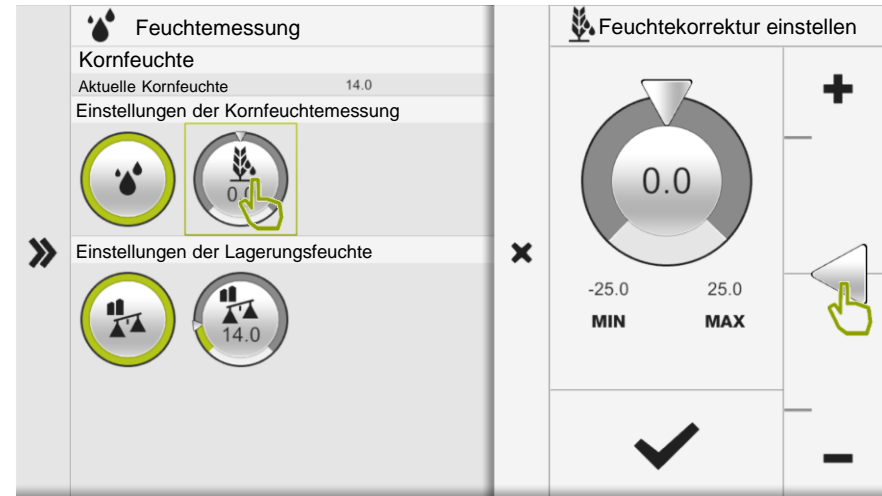 Feuchtemessung
Kornfeuchte
Aktuelle Kornfeuchte 14.0
Einstellungen der Kornfeuchtemessung
Einstellungen der Lagerungsfeuchte
14.0
Feuchtekorrektur einstellen
0.0
-25.0 25.0
MIN MAX